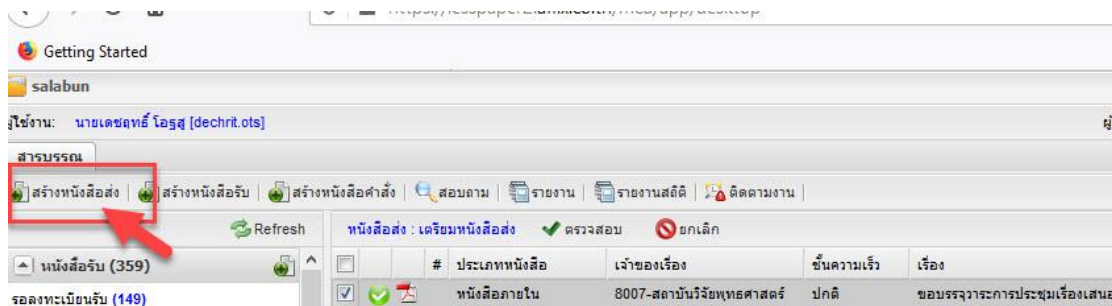 Getting Started
salabun
ผู้ใช้งาน: นายเดชฤทธิ์ โอฐสู [dechrit.ots]
สารบรรณ
สร้างหนังสือส่ง | สร้างหนังสือรับ | สร้างหนังสือคำสั่ง | สอบถาม | รายงาน | รายงานสถิติ | ติดตามงาน |
Refresh หนังสือส่ง : เตรียมหนังสือส่ง ตรวจสอบ ยกเลิก
หนังสือรับ (359) # ประเภทหนังสือ เจ้าของเรื่อง ชั้นความเร็ว เรื่อง
รอลงทะเบียนรับ (149) หนังสือภายใน 8007-สถาบันวิจัยพุทธศาสตร์ ปกติ ขอบรรจุวาระการประชุมเรื่องเสนอ